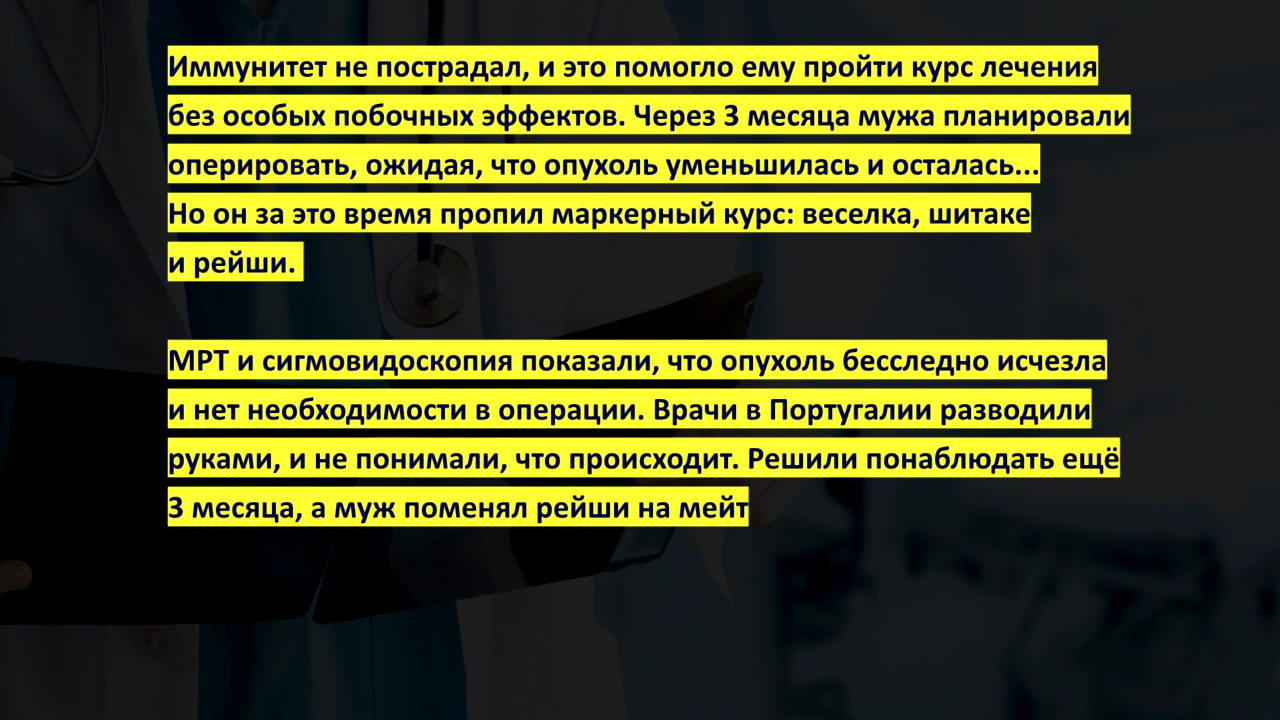 Иммунитет не пострадал, и это помогло ему пройти курс лечения
без особых побочных эффектов. Через 3 месяца мужа планировали
оперировать, ожидая, что опухоль уменьшилась и осталась...
Но он за это время пропил маркерный курс: веселка, шитаке
и рейши.
МРТ и сигмовидоскопия показали, что опухоль бесследно исчезла
и нет необходимости в операции. Врачи в Португалии разводили
руками, и не понимали, что происходит. Решили понаблюдать ещё
3 месяца, а муж поменял рейши на мейт